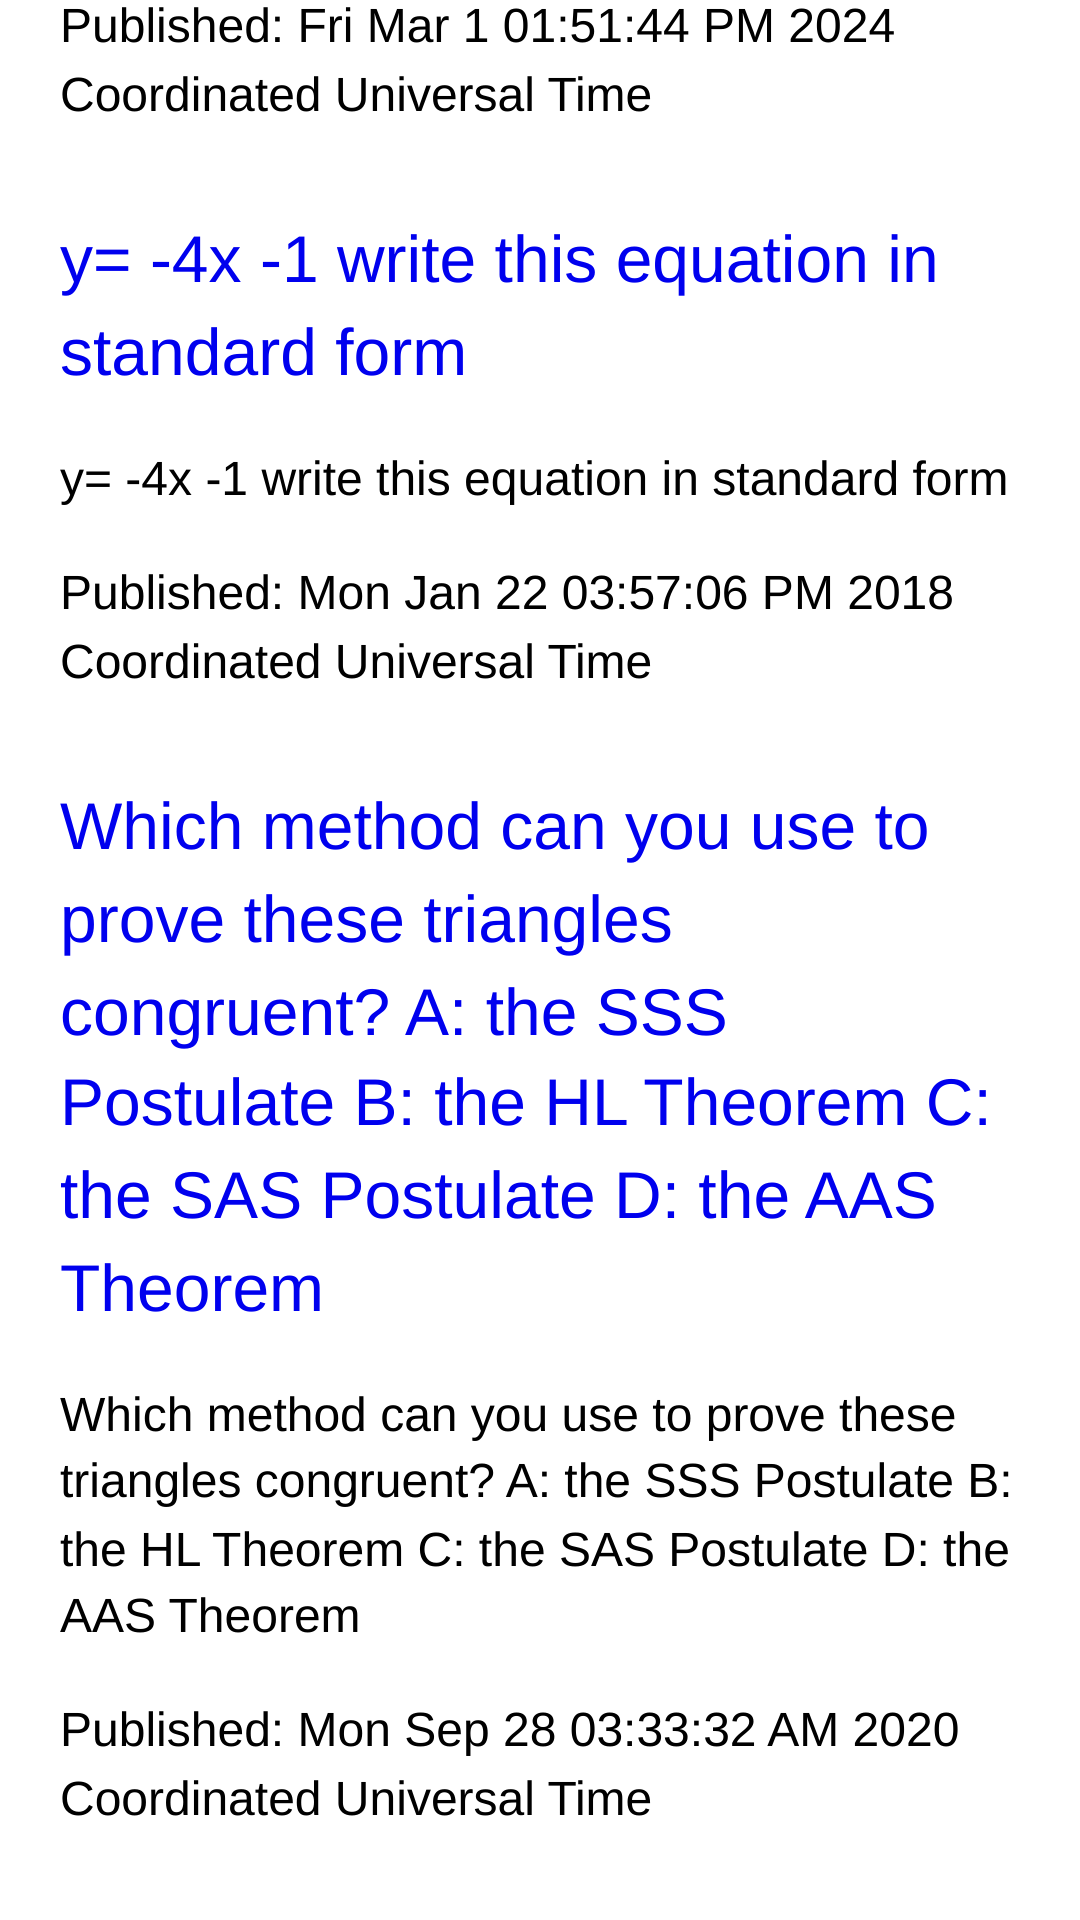 Published: Fri Mar 1 01:51:44 PM 2024
Coordinated Universal Time
y= -4x -1 write this equation in
standard form
y= -4x -1 write this equation in standard form
Published: Mon Jan 22 03:57:06 PM 2018
Coordinated Universal Time
Which method can you use to
prove these triangles
congruent? A: the SSS
Postulate B: the HL Theorem C:
the SAS Postulate D: the AAS
Theorem
Which method can you use to prove these
triangles congruent? A: the SSS Postulate B:
the HL Theorem C: the SAS Postulate D: the
AAS Theorem
Published: Mon Sep 28 03:33:32 AM 2020
Coordinated Universal Time